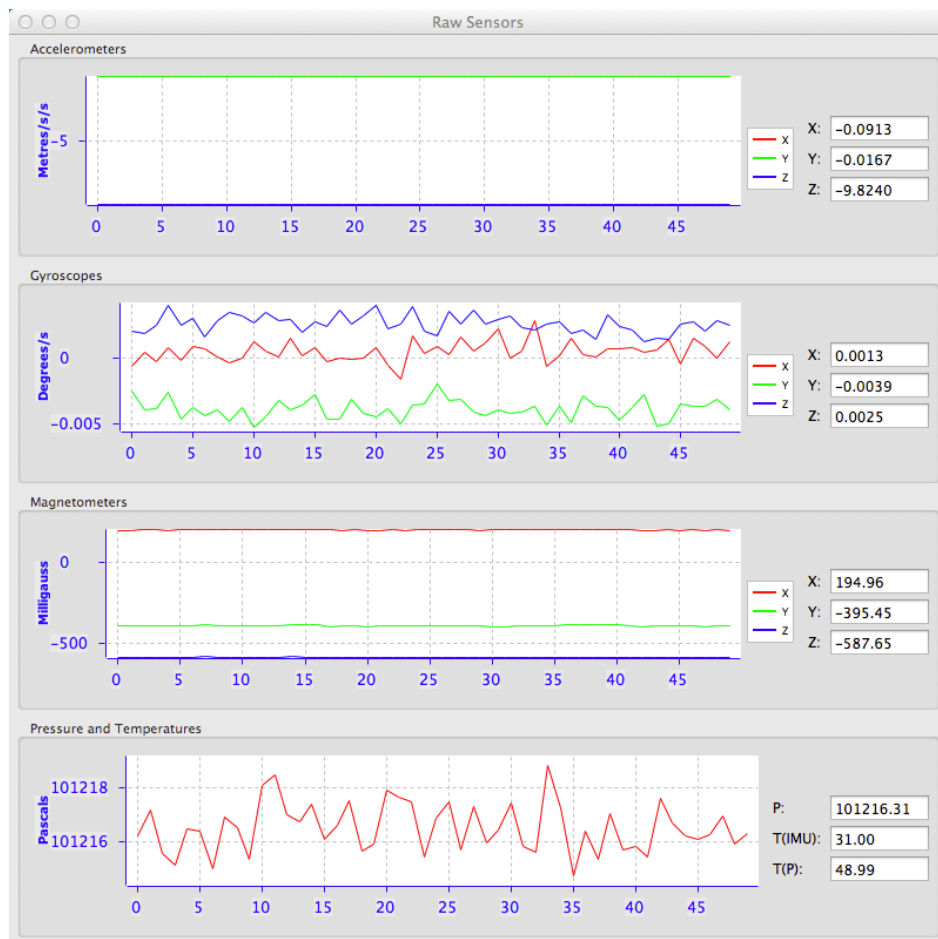 Raw Sensors
Accelerometers
Metres/s/s
-5
0 5 10 15 20 25 30 35 40 45
X
Y
Z
X: -0.0913
Y: -0.0167
Z: -9.8240
Gyroscopes
Degrees/s
0
-0.005
0 5 10 15 20 25 30 35 40 45
X
Y
Z
X: 0.0013
Y: -0.0039
Z: 0.0025
Magnetometers
Milligauss
0
-500
0 5 10 15 20 25 30 35 40 45
X
Y
Z
X: 194.96
Y: -395.45
Z: -587.65
Pressure and Temperatures
Pascals
101218
101216
0 5 10 15 20 25 30 35 40 45
P: 101216.31
T(IMU): 31.00
T(P): 48.99